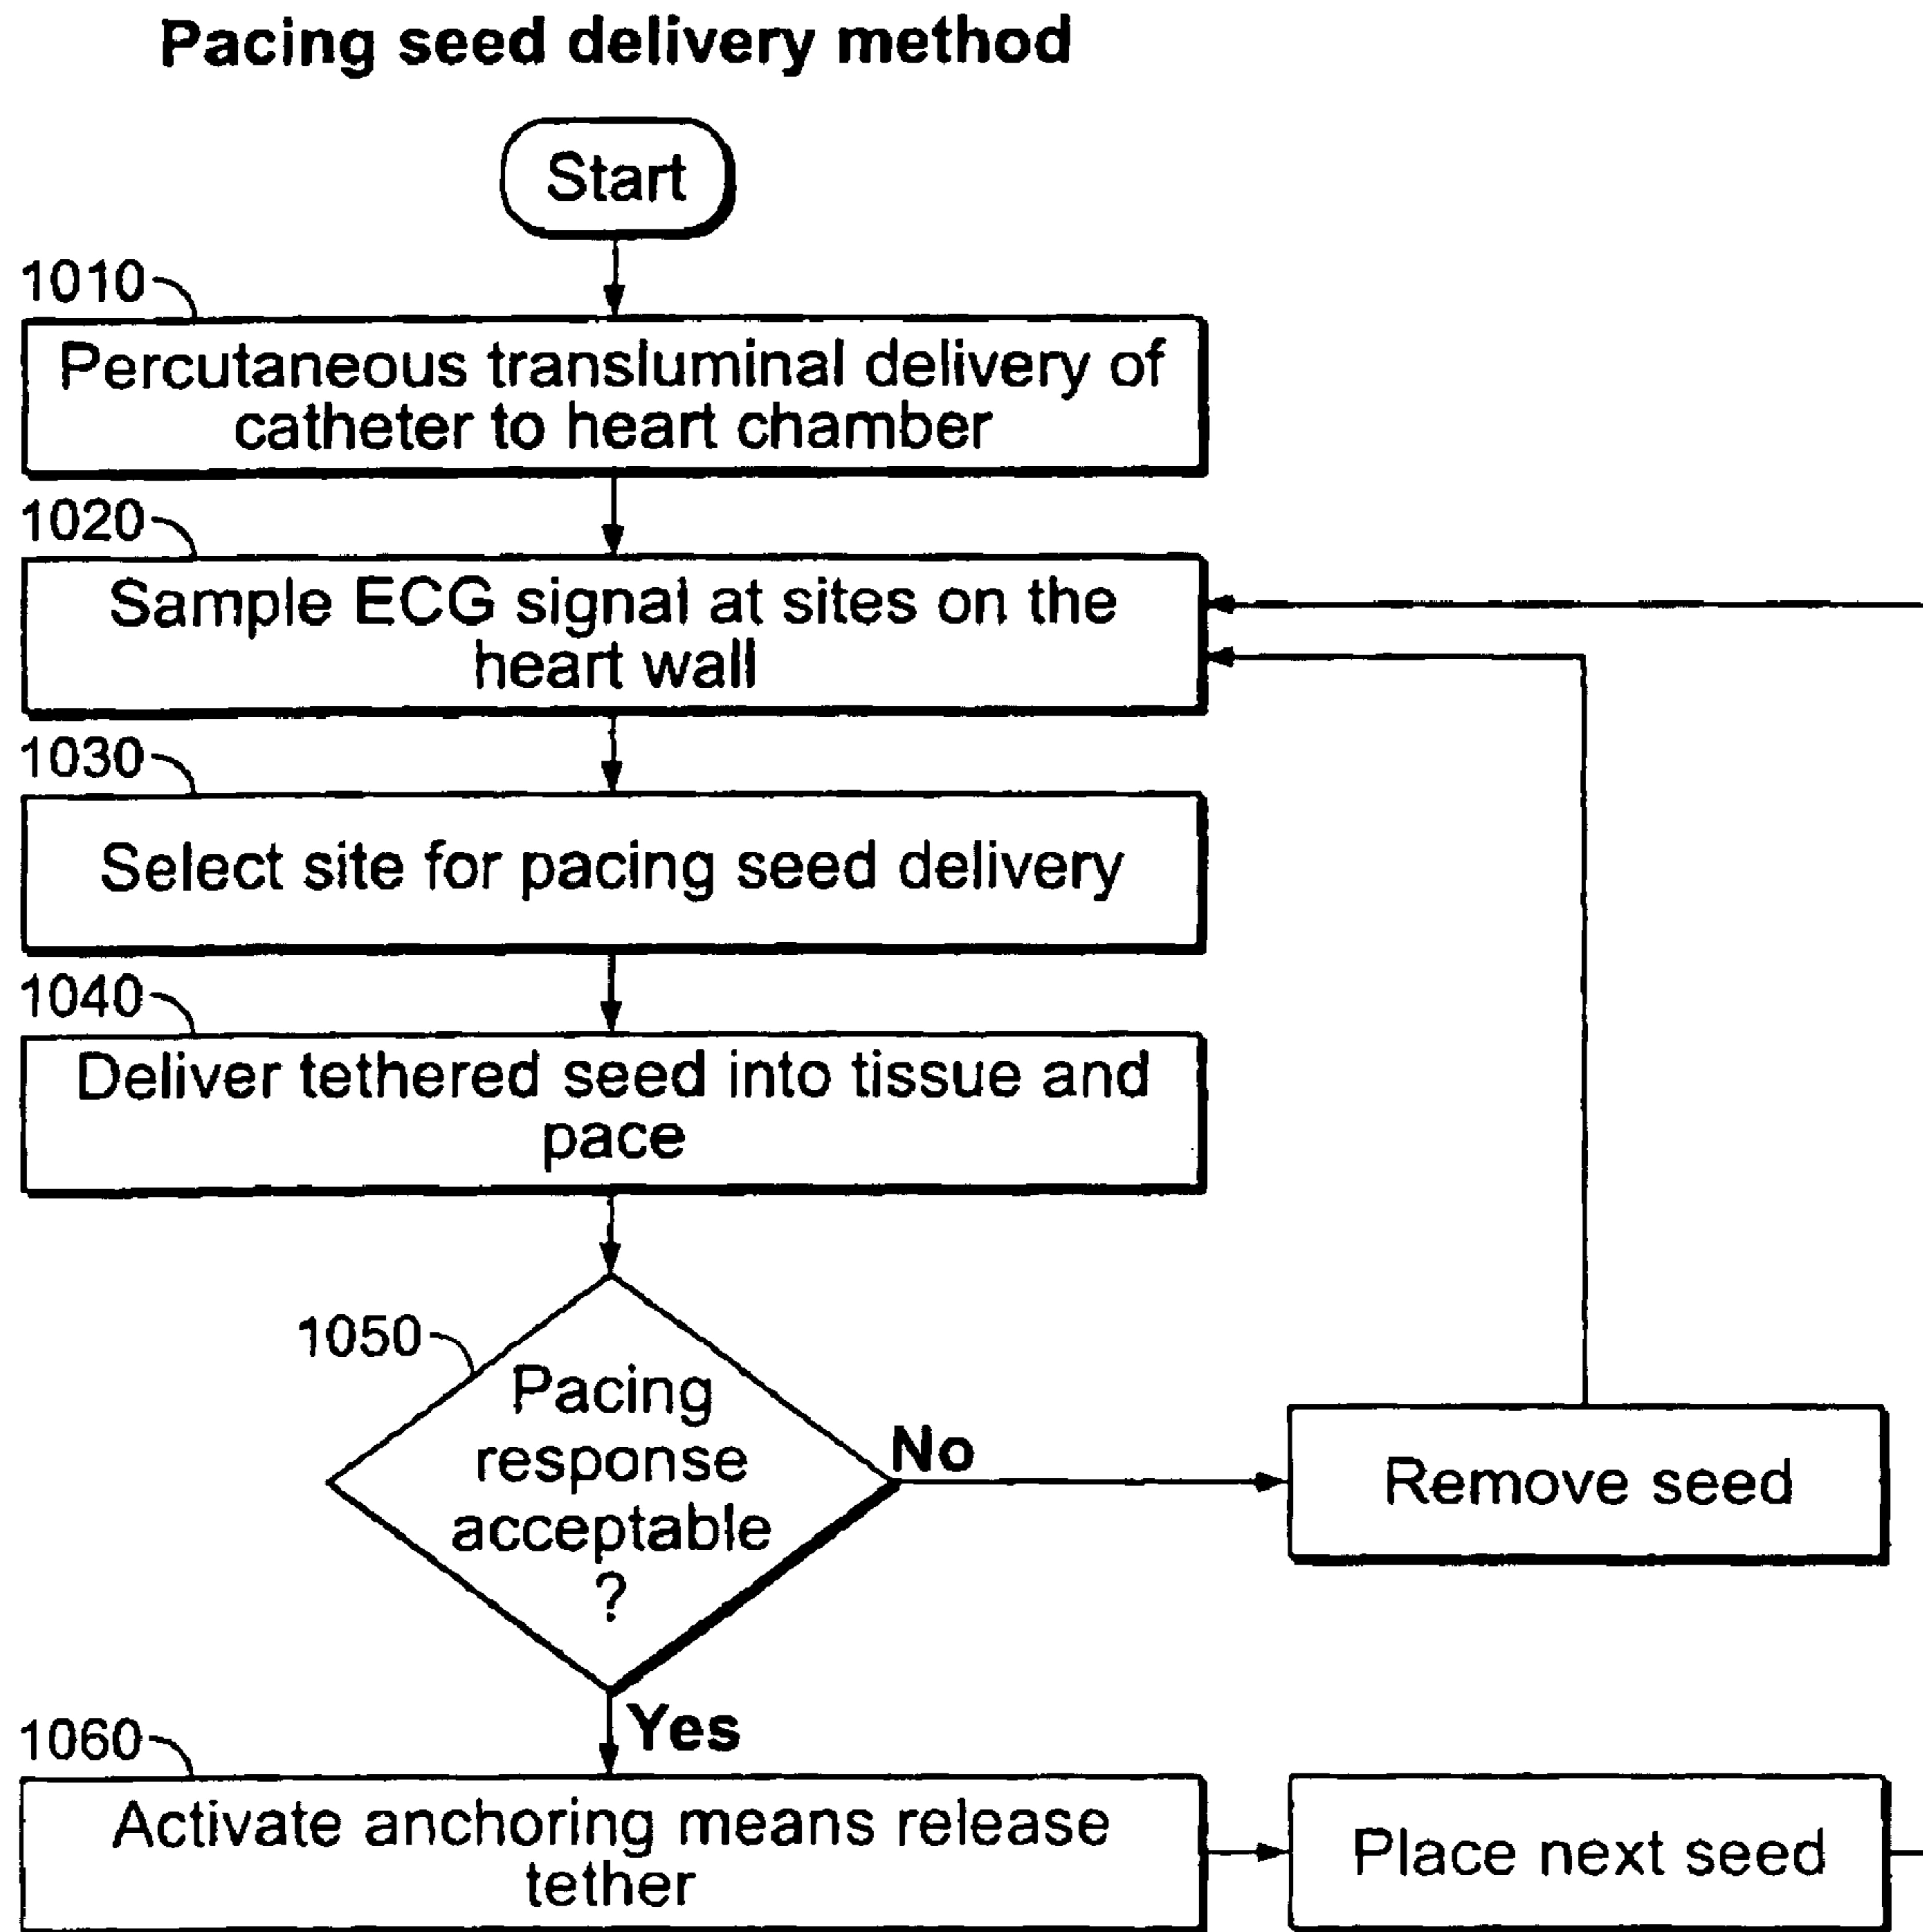 Pacing seed delivery method
Start
1010
Percutaneous transluminal delivery of
catheter to heart chamber
1020
Sample ECG signal at sites on the
heart wall
1030
Select site for pacing seed delivery
1040
Deliver tethered seed into tissue and
pace
1050
Pacing
response
acceptable
?
No
Remove seed
Yes
1060
Activate anchoring means release
tether
Place next seed